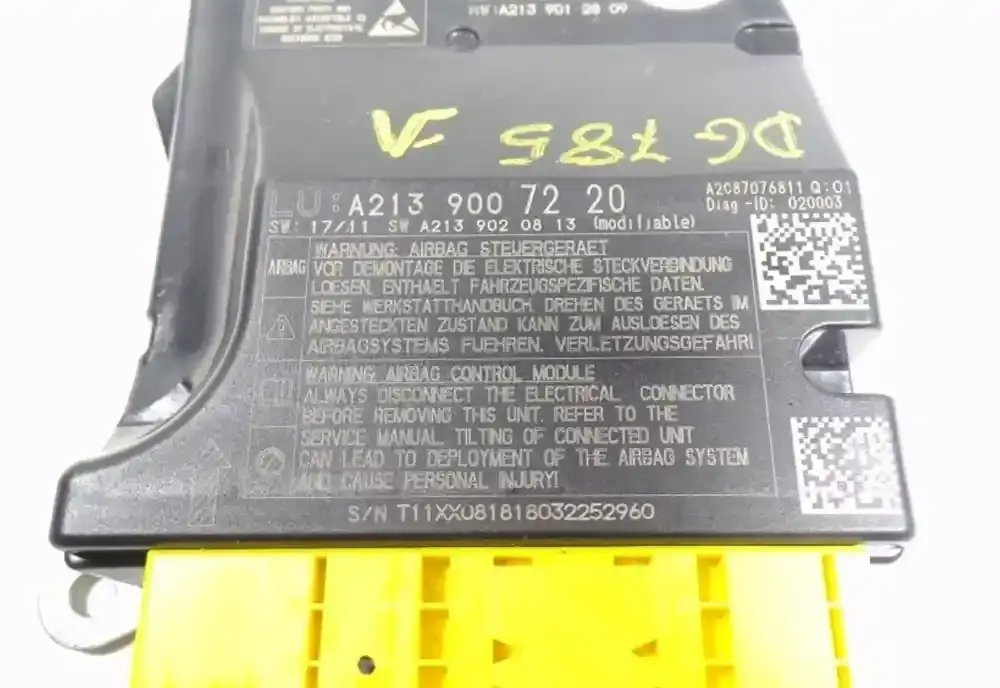 HW: A213 901 28 09
DG 785 A
LU: A213 900 72 20
A2C87076811 Q:01
Diag-ID: 020003
SW: 17/11 SW A213 902 08 13 (modifiable)
AIRBAG
WARNUNG: AIRBAG STEUERGERAET
VOR DEMONTAGE DIE ELEKTRISCHE STECKVERBINDUNG
LOESEN. ENTHAELT FAHRZEUGSPEZIFISCHE DATEN.
SIEHE WERKSTATTHANDBUCH. DREHEN DES GERAETS IM
ANGESTECKTEN ZUSTAND KANN ZUM AUSLOESEN DES
AIRBAGSYSTEMS FUEHREN. VERLETZUNGSGEFAHR!
WARNING: AIRBAG CONTROL MODULE
ALWAYS DISCONNECT THE ELECTRICAL CONNECTOR
BEFORE REMOVING THIS UNIT. REFER TO THE
SERVICE MANUAL. TILTING OF CONNECTED UNIT
CAN LEAD TO DEPLOYMENT OF THE AIRBAG SYSTEM
AND CAUSE PERSONAL INJURY!
S/N T11XX081818032252960